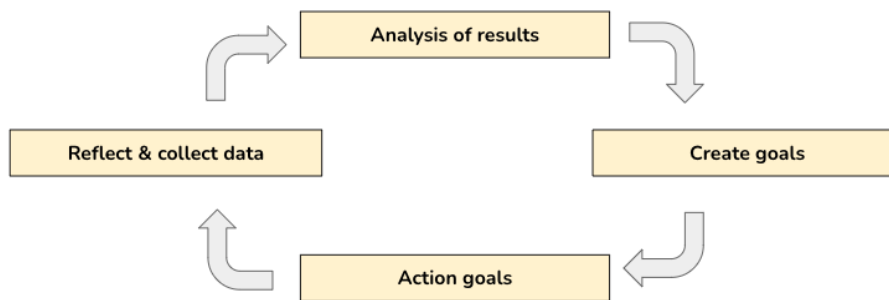 Analysis of results
Reflect & collect data
Create goals
Action goals